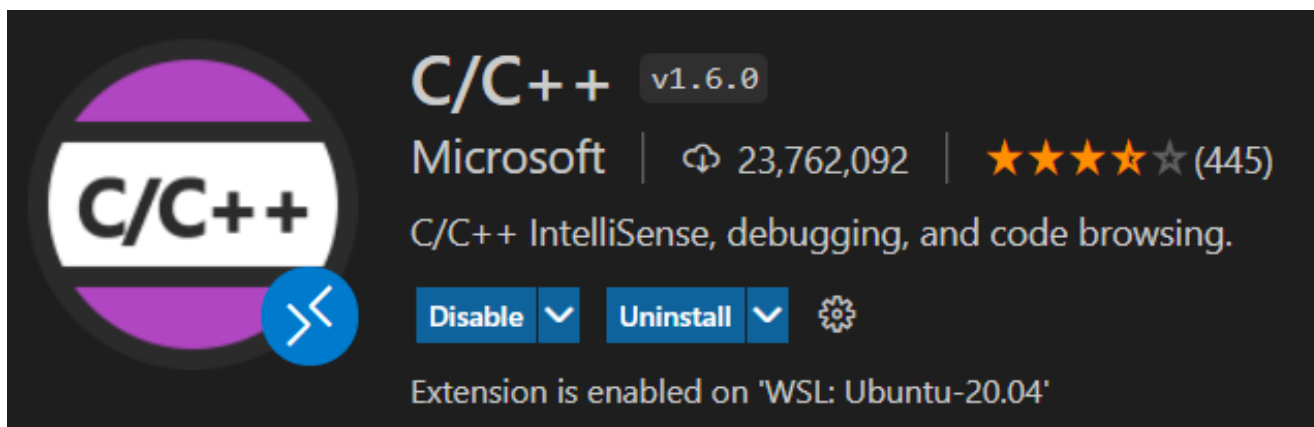 C/C++
C/C++ v1.6.0
Microsoft 23,762,092 (445)
C/C++ IntelliSense, debugging, and code browsing.
Disable Uninstall
Extension is enabled on 'WSL: Ubuntu-20.04'